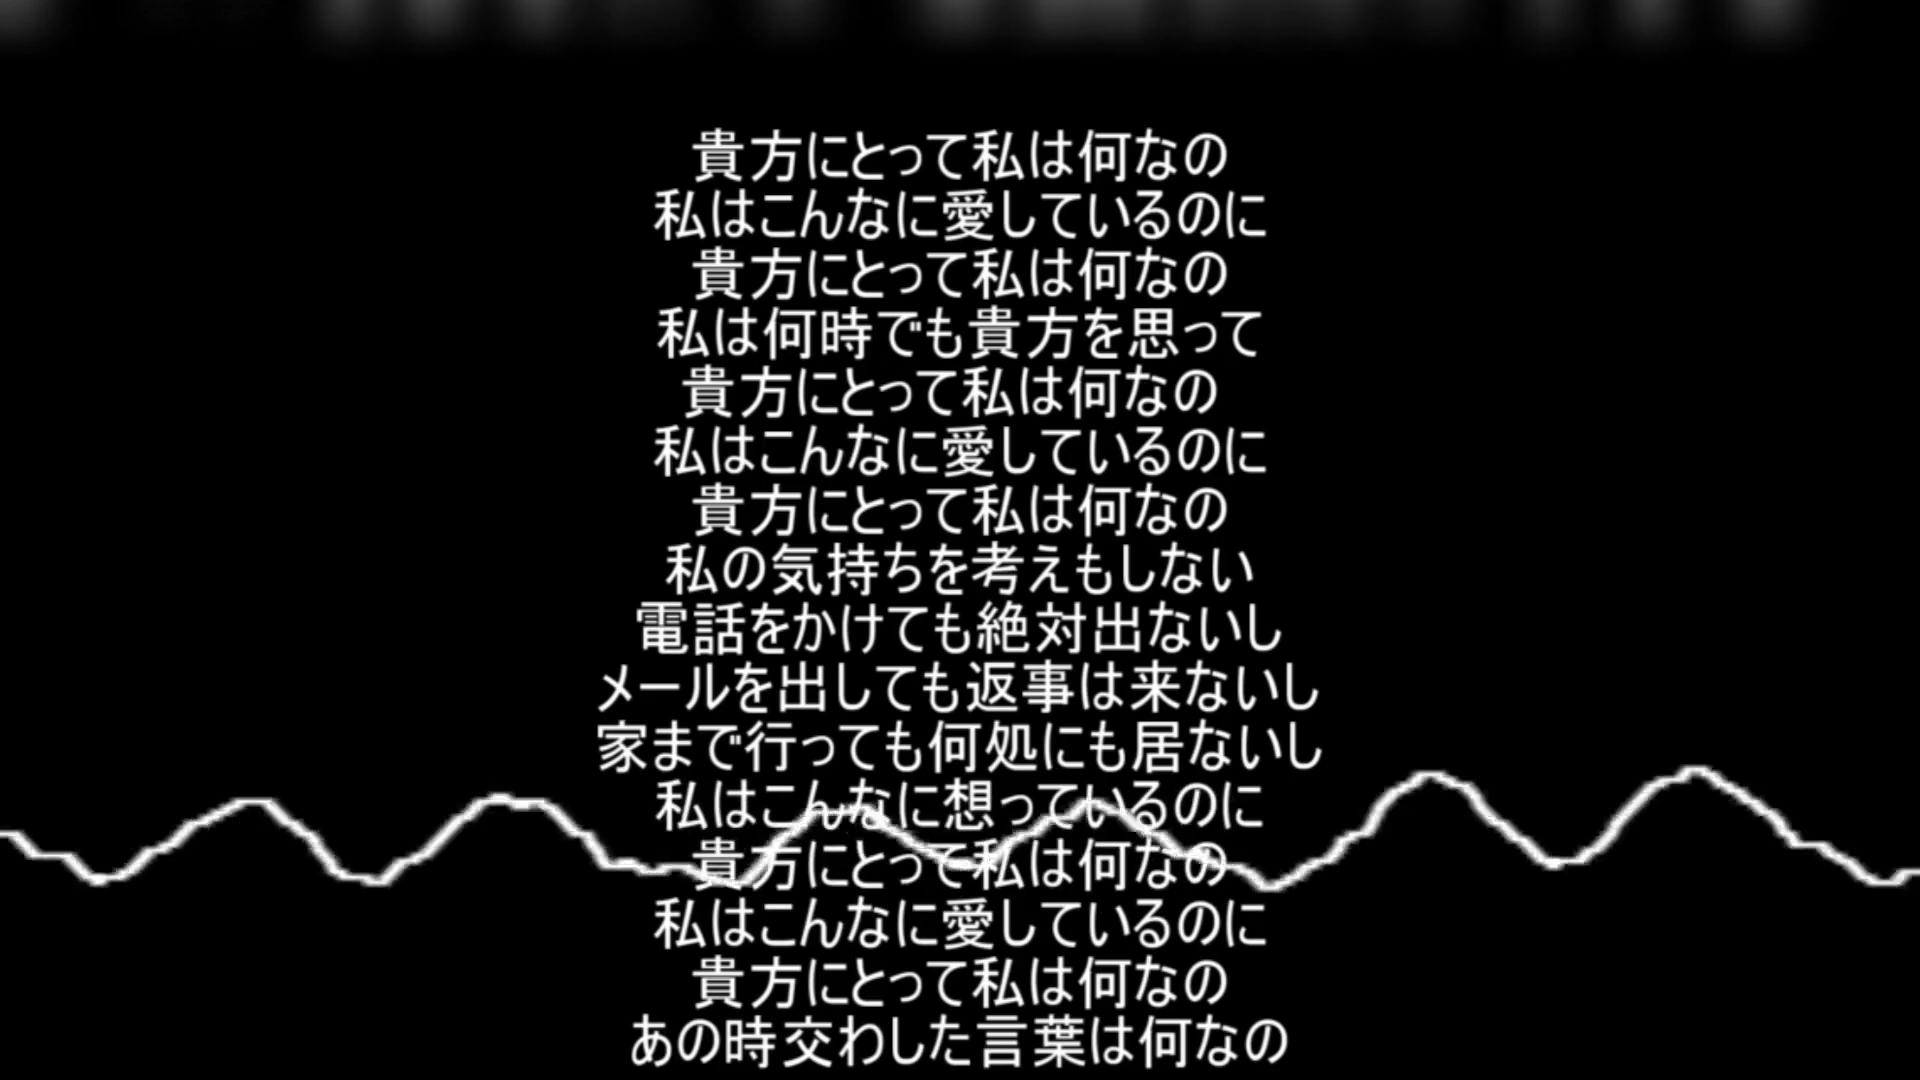 貴方にとって私は何なの
私はこんなに愛しているのに
貴方にとって私は何なの
私は何時でも貴方を思って
貴方にとって私は何なの
私はこんなに愛しているのに
貴方にとって私は何なの
私の気持ちを考えもしない
電話をかけても絶対出ないし
メールを出しても返事は来ないし
家まで行っても何処にも居ないし
私はこんなに想っているのに
貴方にとって私は何なの
私はこんなに愛しているのに
貴方にとって私は何なの
あの時交わした言葉は何なの